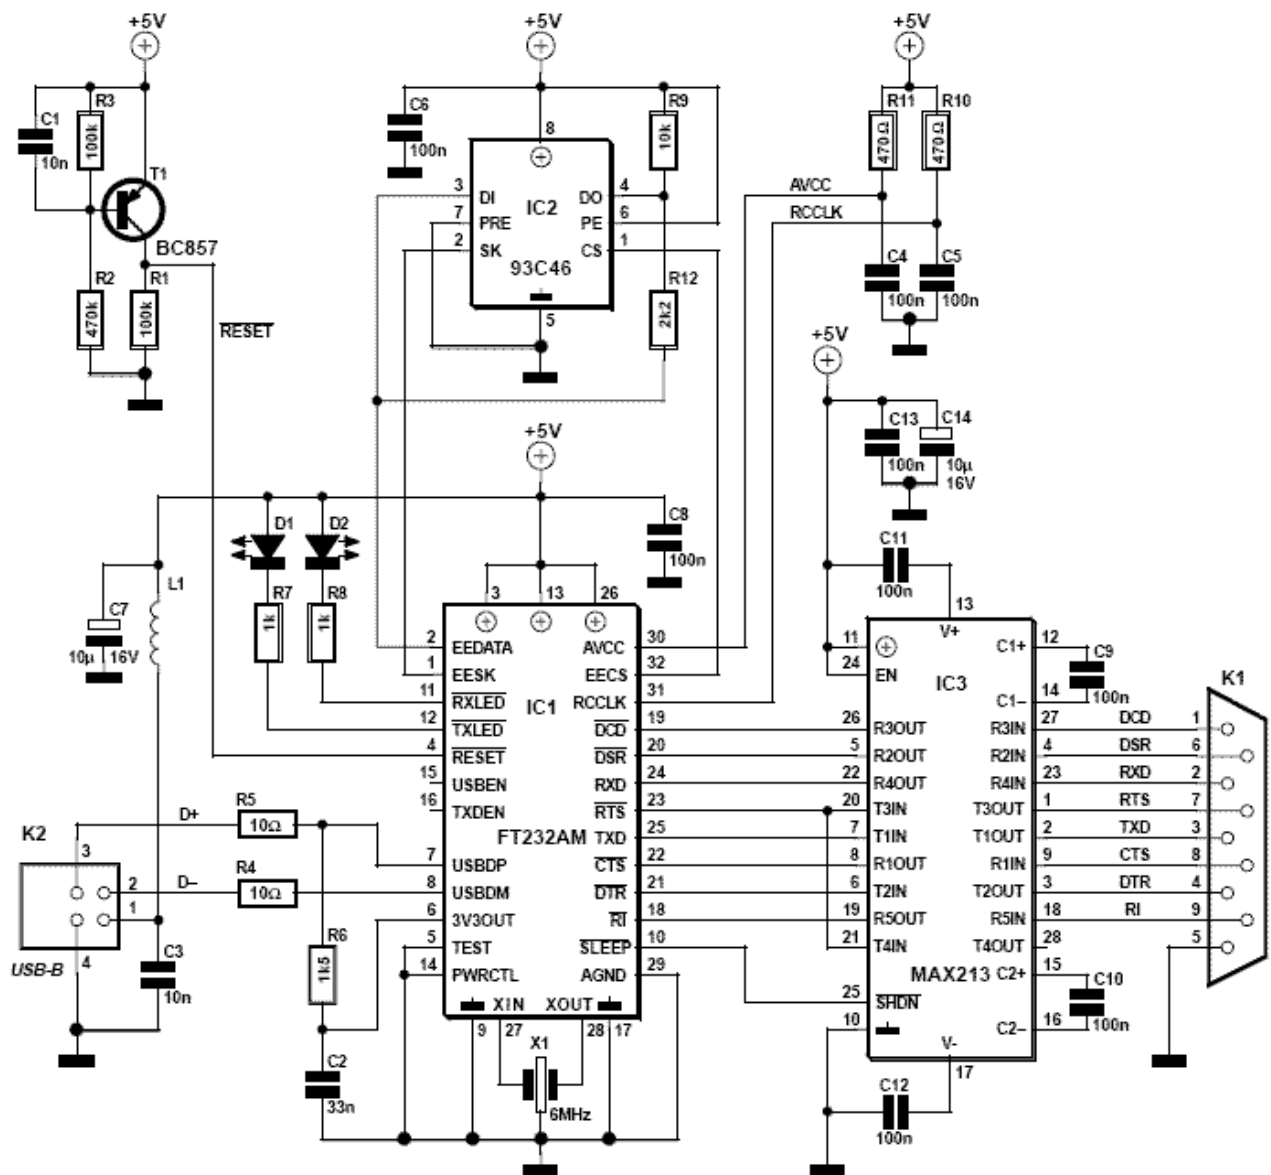 +5V
+5V
+5V
R3
C1
100k
10n
T1
BC857
R2
R1
470k
100k
RESET
C6
100n
R9
10k
8
3
DI
IC2
DO
4
7
PRE
PE
6
2
SK
CS
1
93C46
5
R12
2k2
R11
R10
470Ω
470Ω
AVCC
RCCLK
C4
C5
100n
100n
+5V
C13
C14
100n
10µ
16V
+5V
D1
D2
C8
100n
R7
R8
1k
1k
L1
C7
10µ
16V
3
13
26
2
EEDATA
AVCC
30
1
EESK
EECS
32
11
RXLED
IC1
RCCLK
31
12
TXLED
DCD
19
4
RESET
DSR
20
15
USBEN
RXD
24
16
TXDEN
RTS
23
FT232AM
TXD
25
7
USBDP
CTS
22
8
USBDM
DTR
21
6
3V3OUT
RI
18
5
TEST
SLEEP
10
14
PWRCTL
AGND
29
XIN
XOUT
9
27
28
17
X1
6MHz
D+
R5
10Ω
D–
R4
10Ω
K2
3
2
1
4
USB-B
C3
10n
R6
1k5
C2
33n
C11
100n
13
V+
11
C1+
12
24
EN
IC3
C1–
14
C9
100n
26
R3OUT
R3IN
27
DCD
1
5
R2OUT
R2IN
4
DSR
6
22
R4OUT
R4IN
23
RXD
2
20
T3IN
T3OUT
1
RTS
7
7
T1IN
T1OUT
2
TXD
3
8
R1OUT
R1IN
9
CTS
8
6
T2IN
T2OUT
3
DTR
4
19
R5OUT
R5IN
18
RI
9
21
T4IN
T4OUT
28
5
MAX213
C2+
15
25
SHDN
C10
100n
10
C2–
16
V-
17
C12
100n
K1